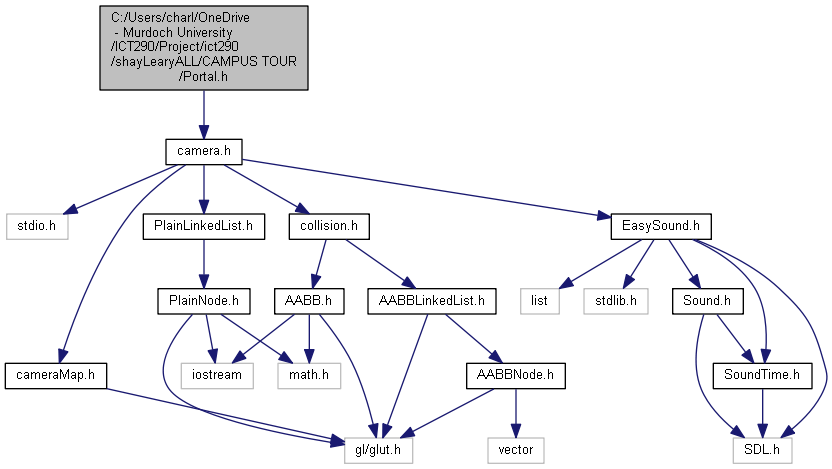 C:/Users/charl/OneDrive
- Murdoch University
/ICT290/Project/ict290
/shayLearyALL/CAMPUS TOUR
/Portal.h
camera.h
stdio.h
PlainLinkedList.h
collision.h
EasySound.h
PlainNode.h
AABB.h
AABBLinkedList.h
list
stdlib.h
Sound.h
cameraMap.h
iostream
math.h
AABBNode.h
SoundTime.h
gl/glut.h
vector
SDL.h